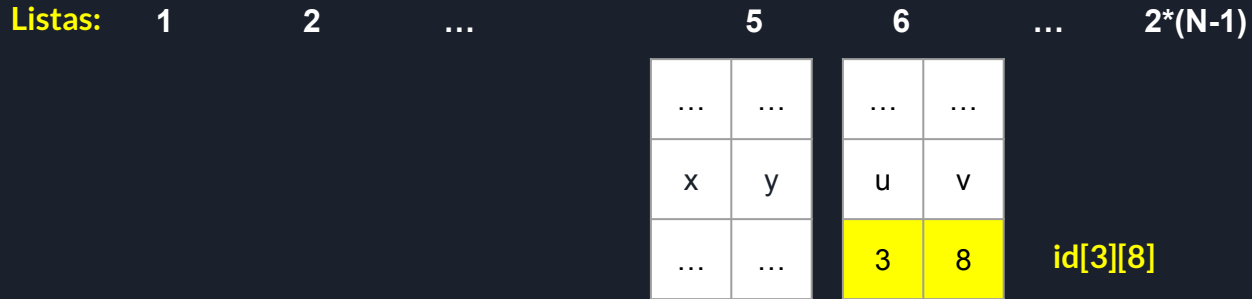 Listas: 1 2 … 5 6 … 2*(N-1)
… … … …
x y u v
… … 3 8 id[3][8]